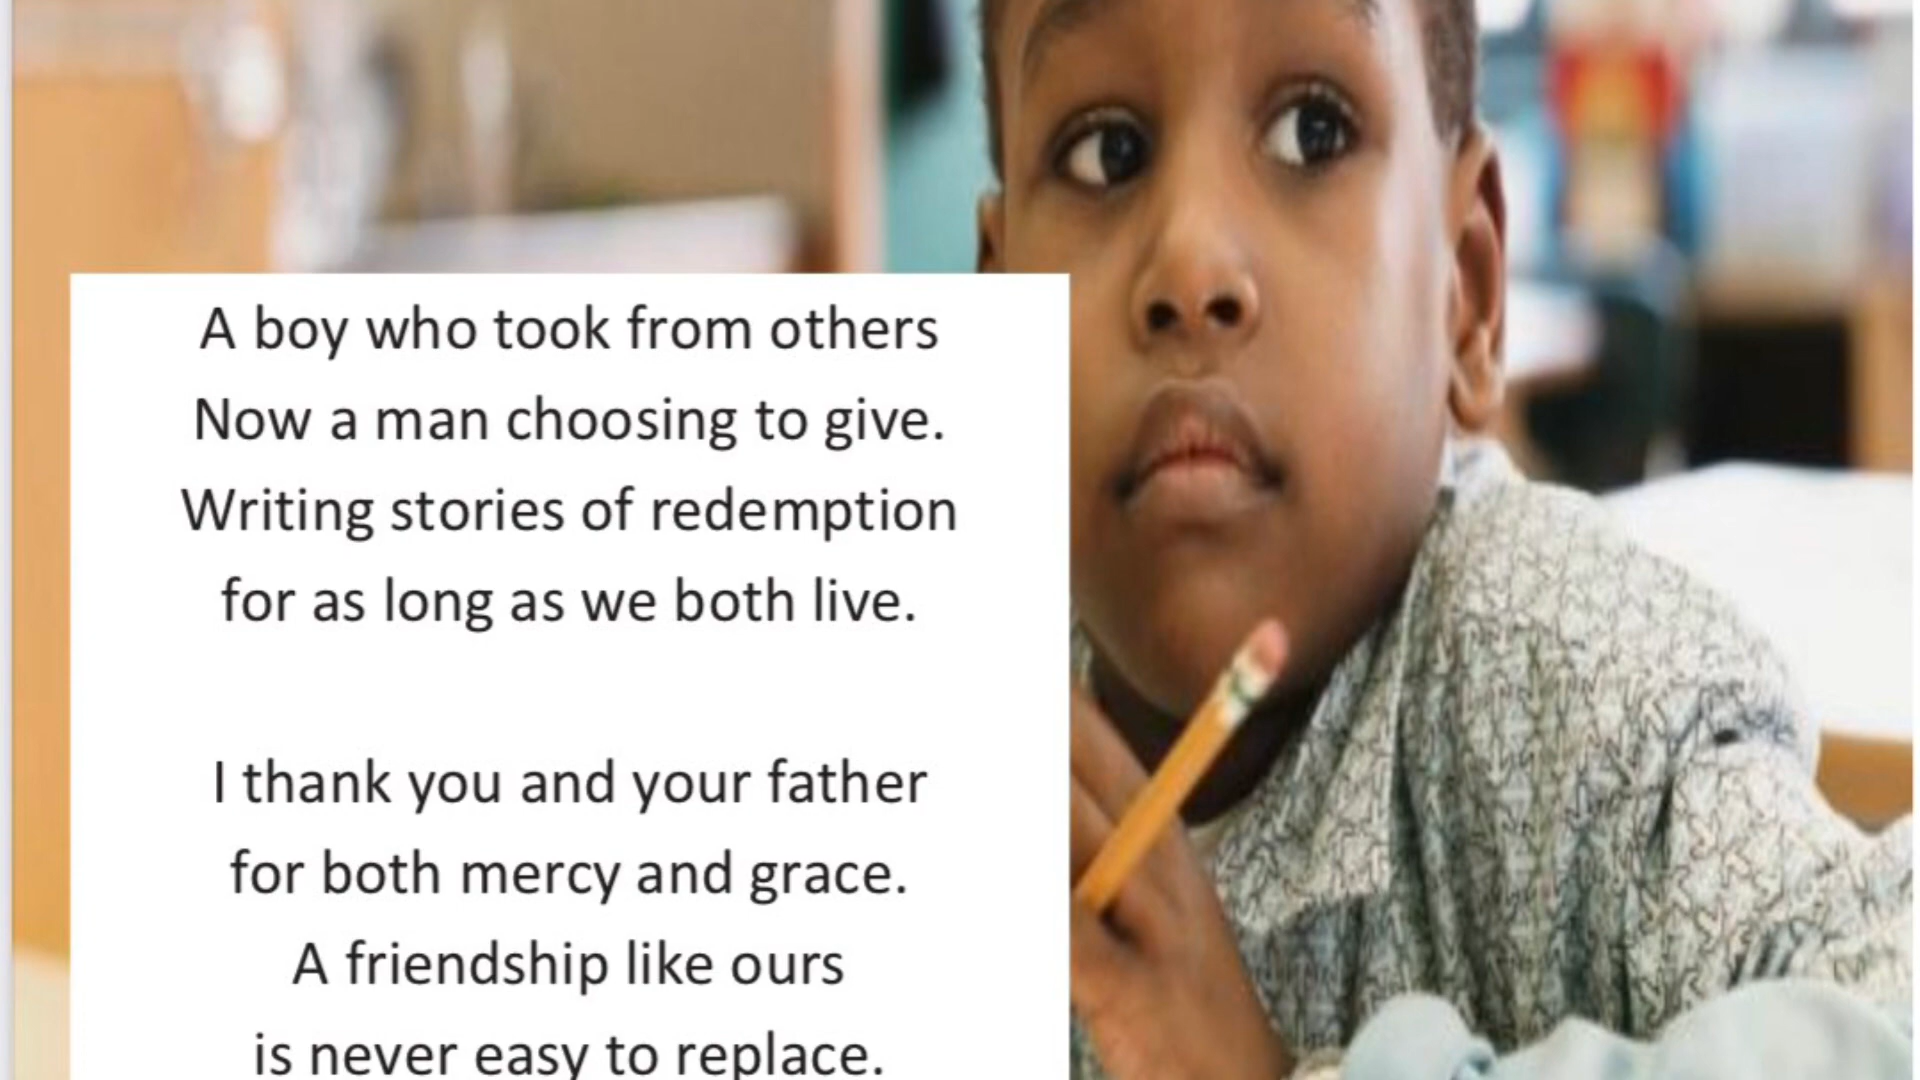 A boy who took from others
Now a man choosing to give.
Writing stories of redemption
for as long as we both live.
I thank you and your father
for both mercy and grace.
A friendship like ours
is never easy to replace.